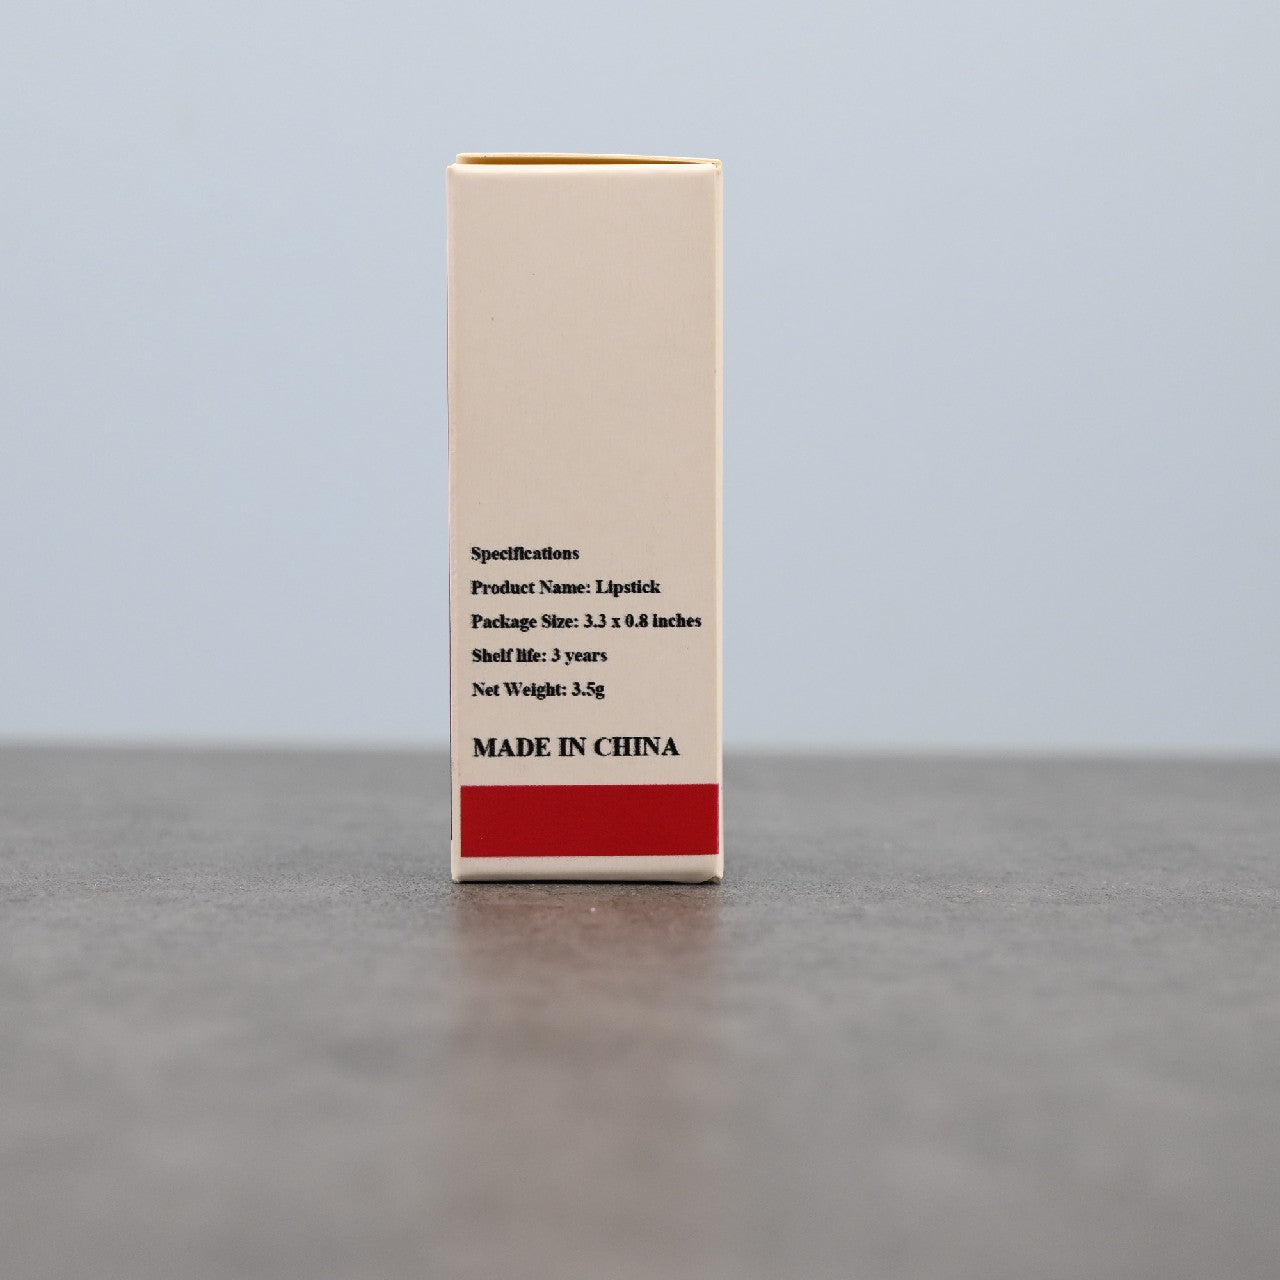 Specifications
Product Name: Lipstick
Package Size: 3.3 x 0.8 inches
Shelf life: 3 years
Net Weight: 3.5g
MADE IN CHINA